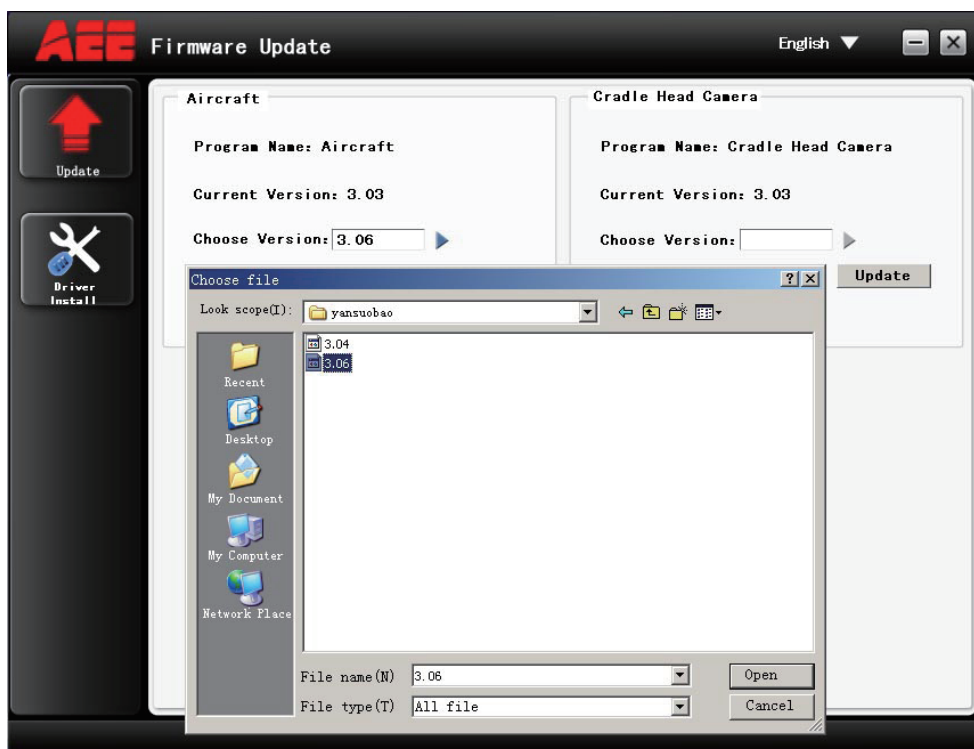 AEE Firmware Update
English
Update
Driver
Install
Aircraft
Program Name: Aircraft
Current Version: 3.03
Choose Version: 3.06
Cradle Head Camera
Program Name: Cradle Head Camera
Current Version: 3.03
Choose Version:
Update
Choose file
Look scope(I):
yansuobao
Recent
Desktop
My Document
My Computer
Network Place
3.04
3.06
File name(N)
3.06
Open
File type(T)
All file
Cancel